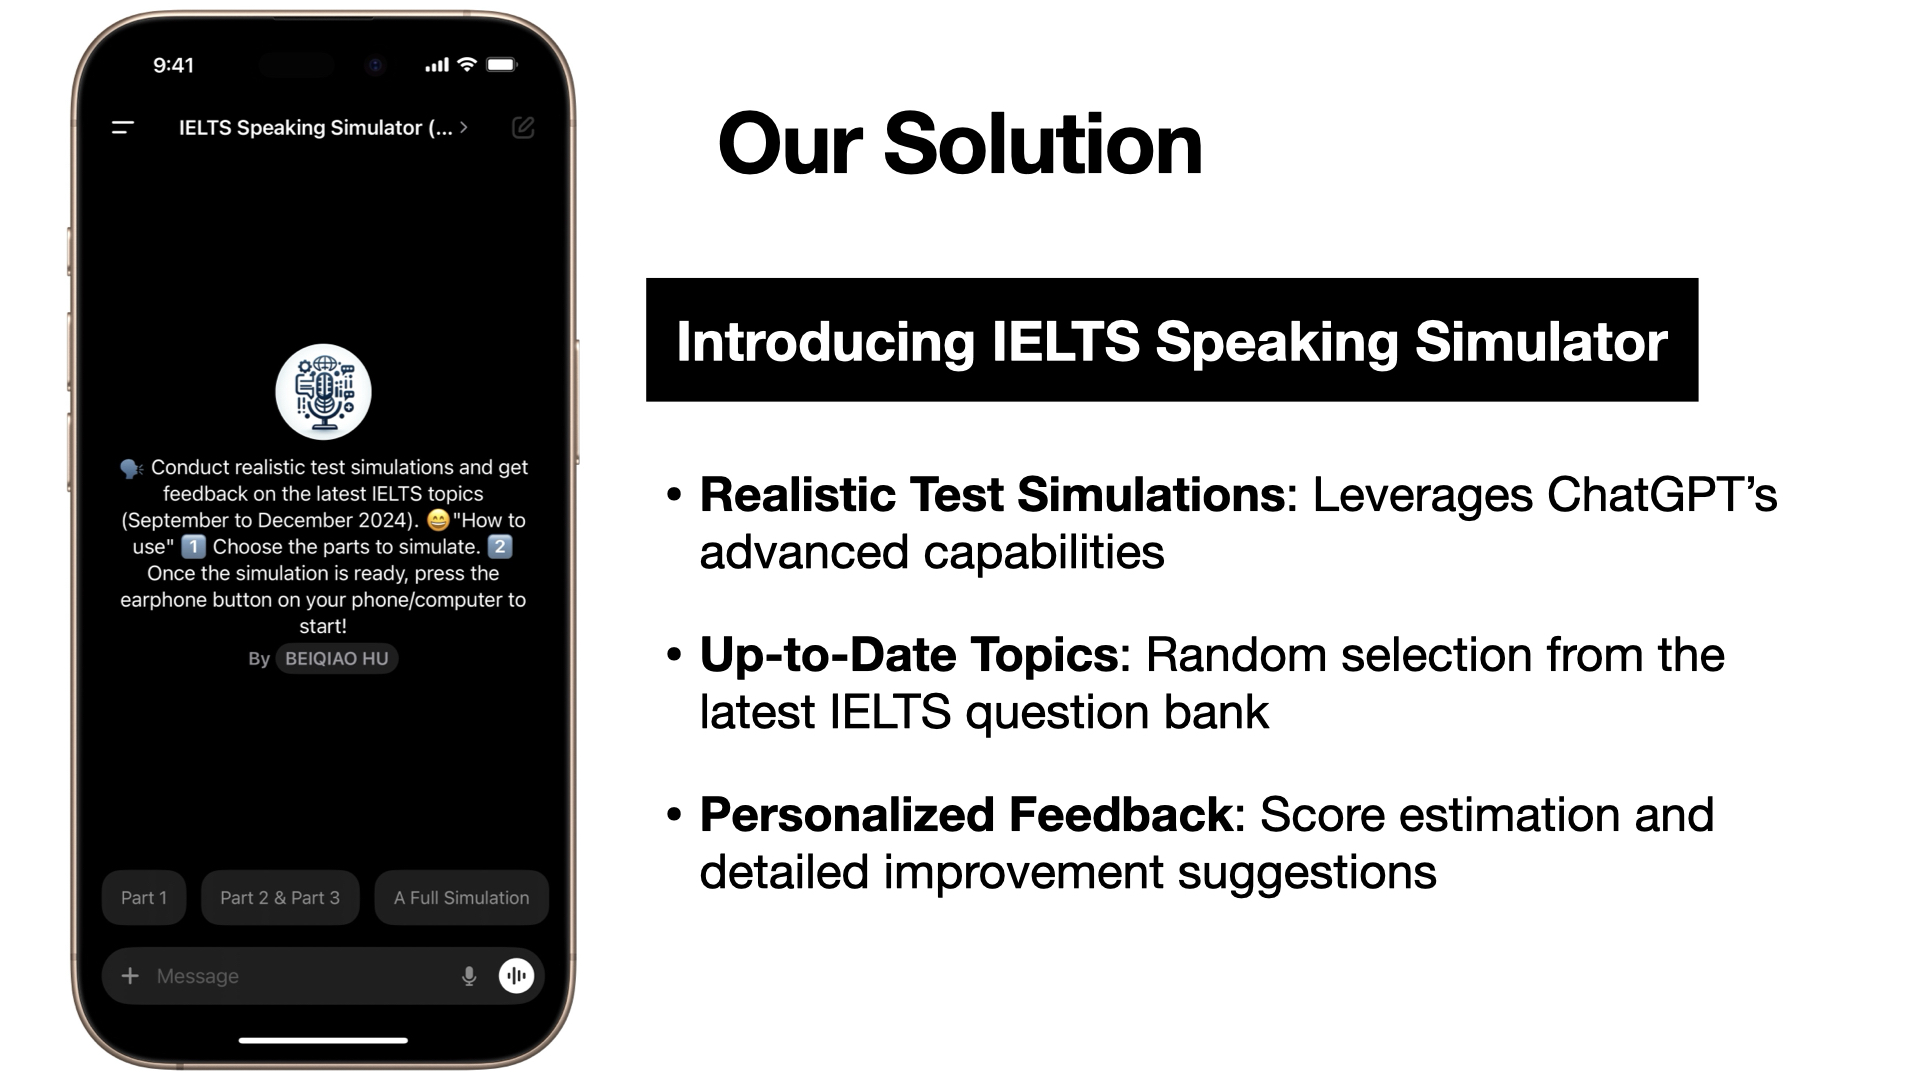 9:41
IELTS Speaking Simulator (... >
🗣️ Conduct realistic test simulations and get
feedback on the latest IELTS topics
(September to December 2024). 😄"How to
use" 1️⃣ Choose the parts to simulate. 2️⃣
Once the simulation is ready, press the
earphone button on your phone/computer to
start!
By BEIQIAO HU
Part 1
Part 2 & Part 3
A Full Simulation
Message
Our Solution
Introducing IELTS Speaking Simulator
• Realistic Test Simulations: Leverages ChatGPT’s
advanced capabilities
• Up-to-Date Topics: Random selection from the
latest IELTS question bank
• Personalized Feedback: Score estimation and
detailed improvement suggestions